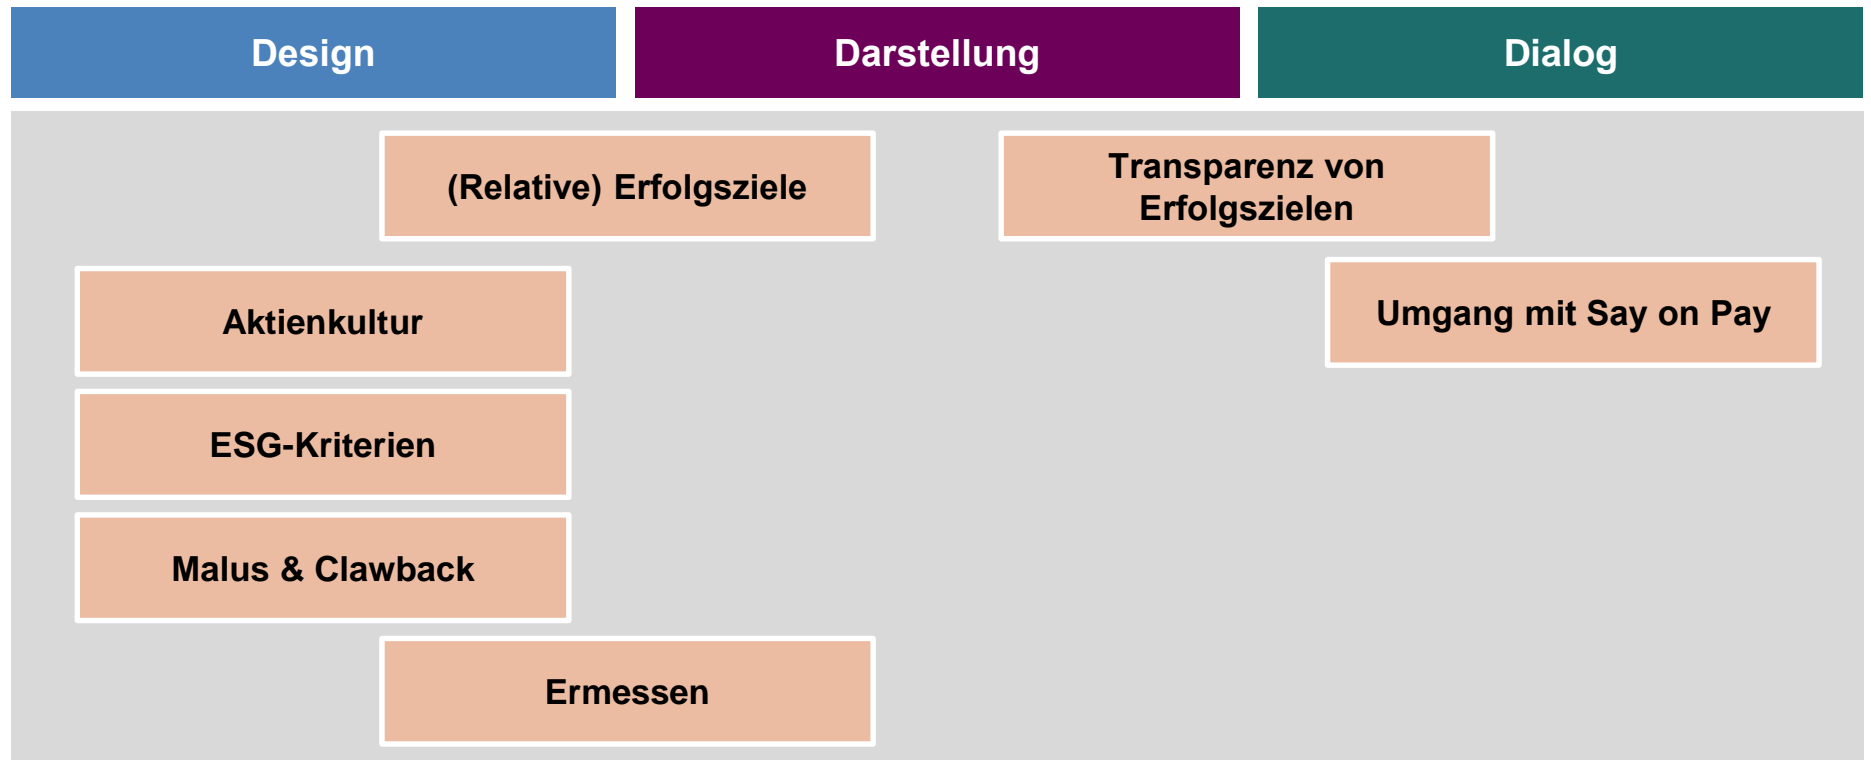 Design
Darstellung
Dialog
(Relative) Erfolgsziele
Transparenz von
Erfolgszielen
Aktienkultur
Umgang mit Say on Pay
ESG-Kriterien
Malus & Clawback
Ermessen